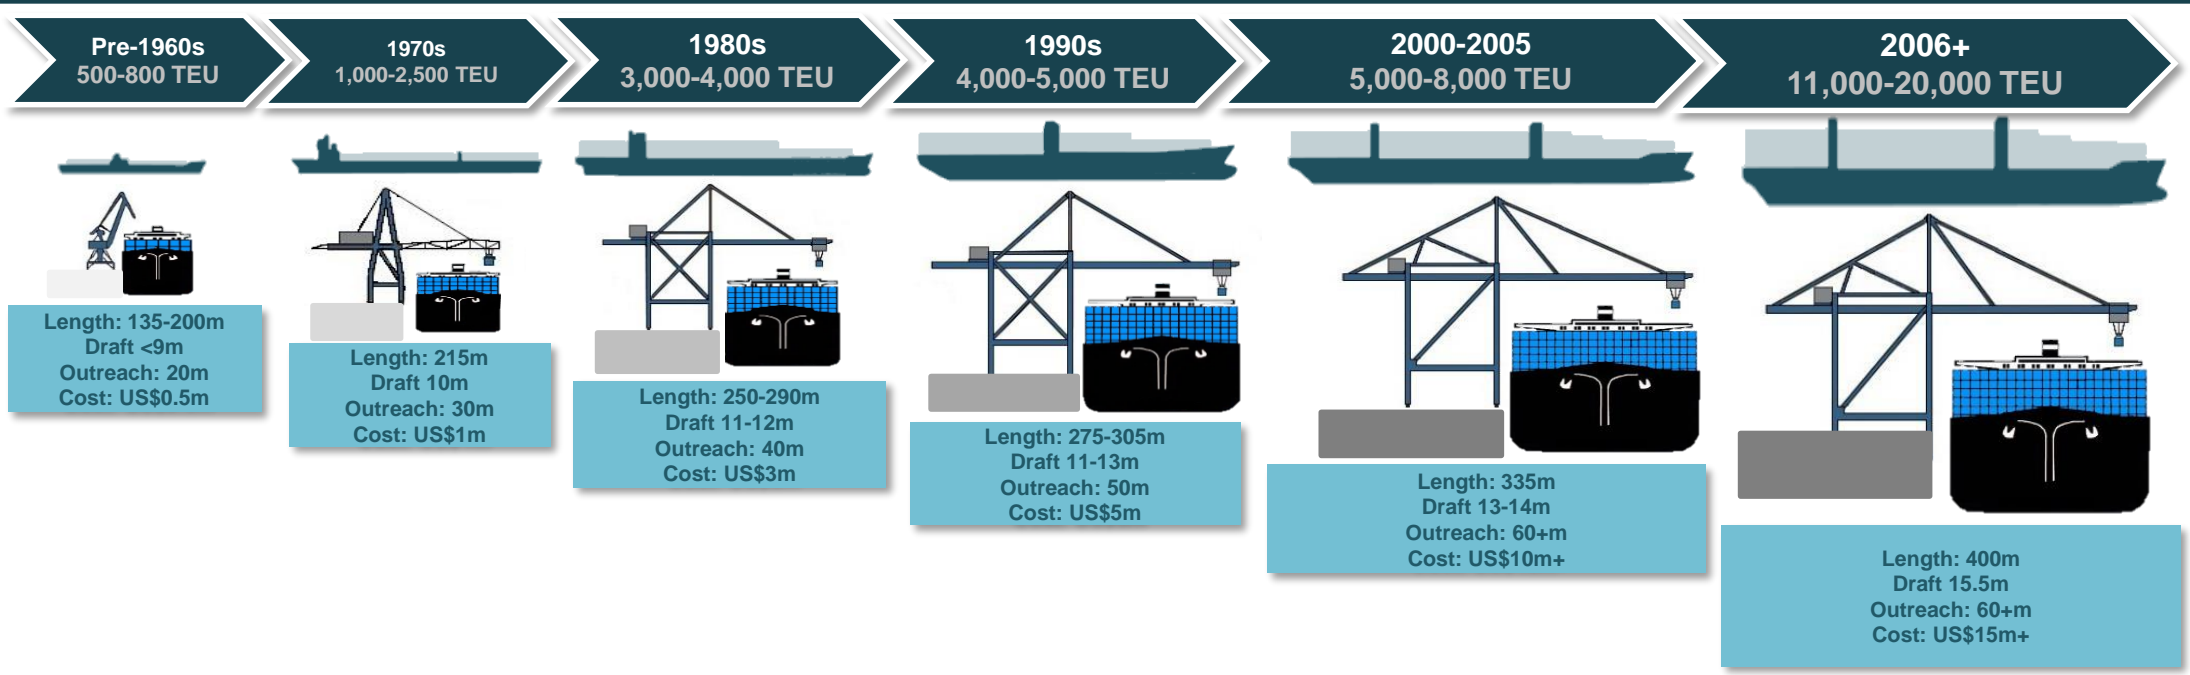 Pre-1960s
500-800 TEU
1970s
1,000-2,500 TEU
1980s
3,000-4,000 TEU
1990s
4,000-5,000 TEU
2000-2005
5,000-8,000 TEU
2006+
11,000-20,000 TEU
Length: 135-200m
Draft <9m
Outreach: 20m
Cost: US$0.5m
Length: 215m
Draft 10m
Outreach: 30m
Cost: US$1m
Length: 250-290m
Draft 11-12m
Outreach: 40m
Cost: US$3m
Length: 275-305m
Draft 11-13m
Outreach: 50m
Cost: US$5m
Length: 335m
Draft 13-14m
Outreach: 60+m
Cost: US$10m+
Length: 400m
Draft 15.5m
Outreach: 60+m
Cost: US$15m+